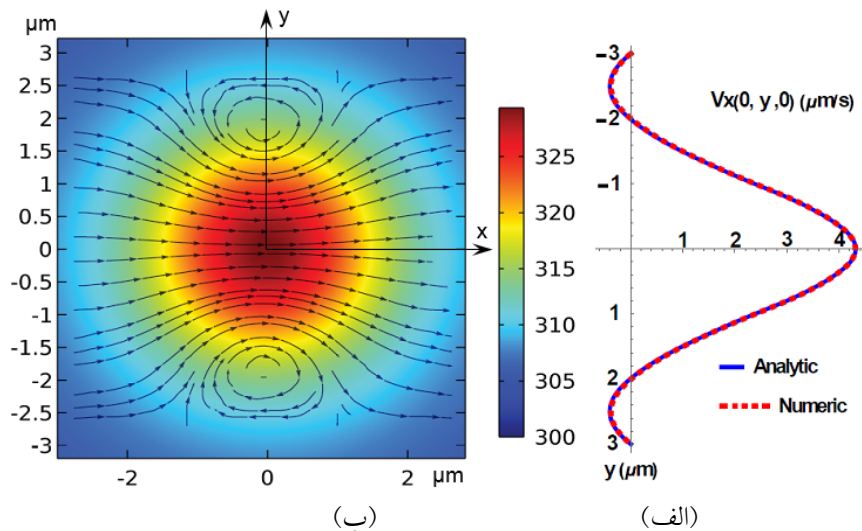 µm
y
3
2.5
2
1.5
1
0.5
0
-0.5
-1
-1.5
-2
-2.5
-3
x
-2
0
2
µm
325
320
315
310
305
300
(ب)
-3
-2
-1
1
2
3
Vx(0, y ,0) (µm/s)
1 2 3 4
Analytic
Numeric
y (µm)
(الف)